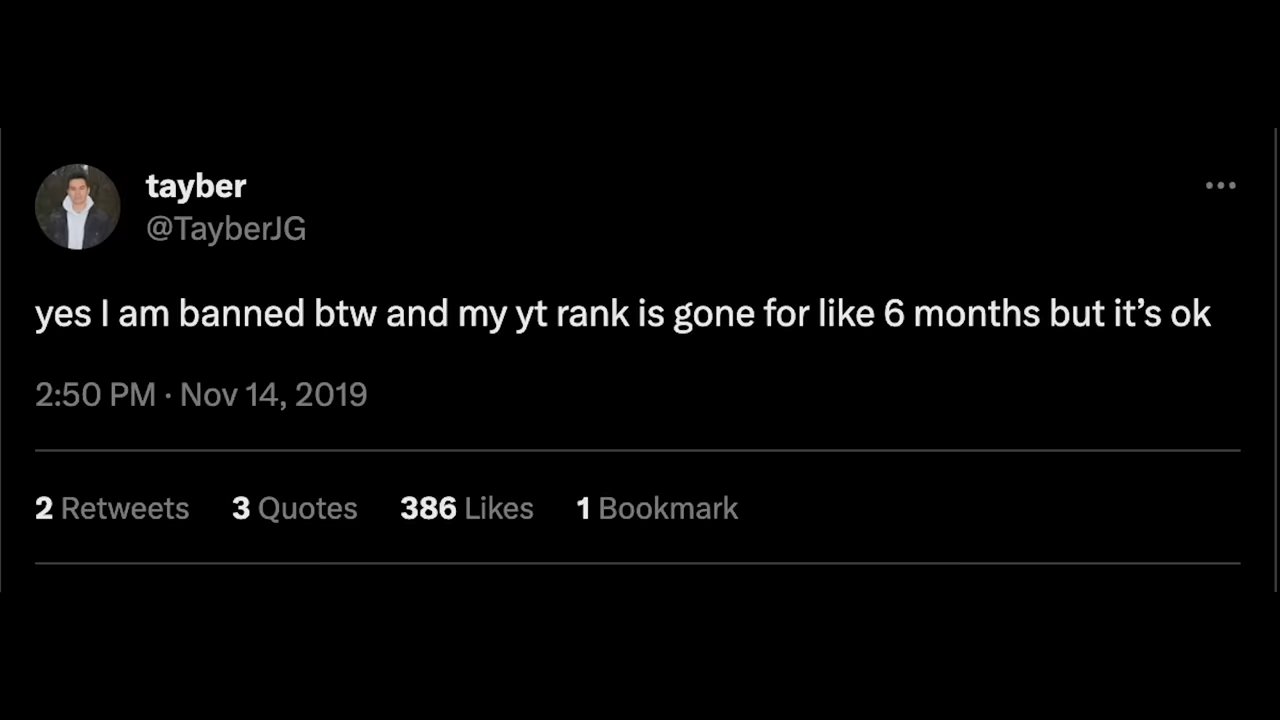 tayber
@TayberJG
yes I am banned btw and my yt rank is gone for like 6 months but it’s ok
2:50 PM · Nov 14, 2019
2 Retweets 3 Quotes 386 Likes 1 Bookmark